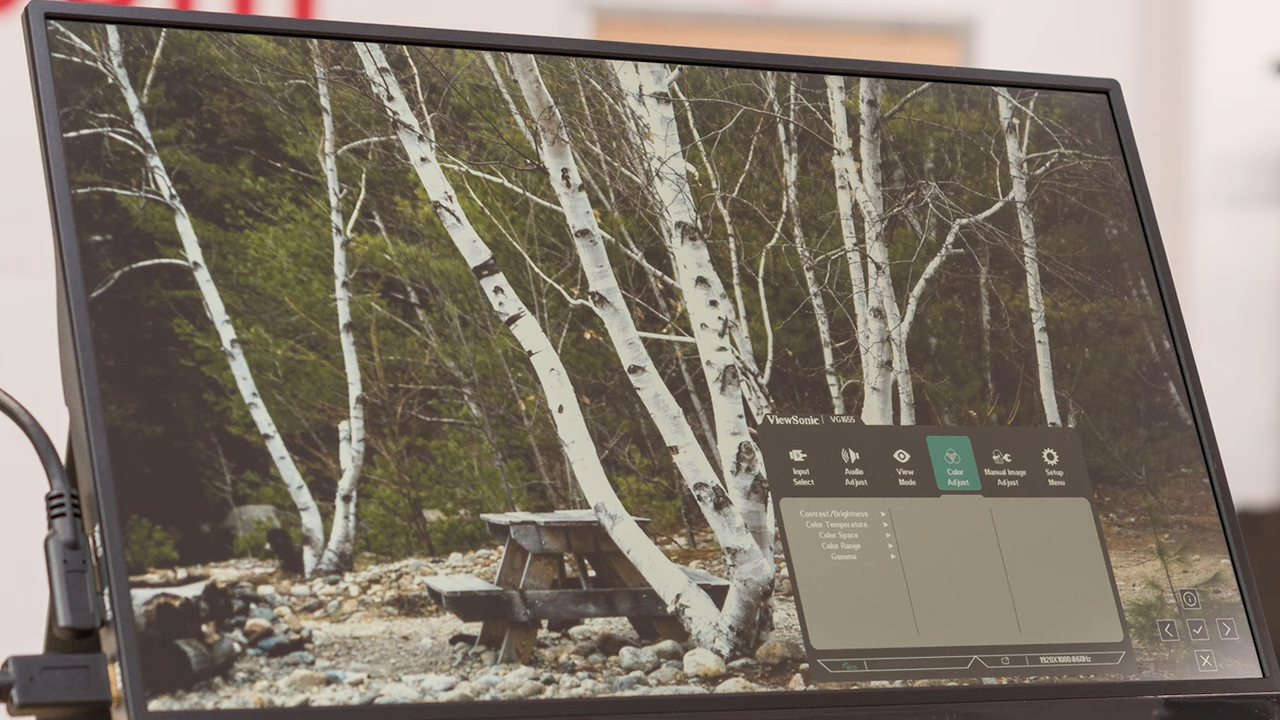 ViewSonic | VG1655
Input Select
Audio Adjust
View Mode
Color Adjust
Manual Image Adjust
Setup Menu
Contrast/Brightness
Color Temperature
Color Space
Color Range
Gamma
1920X1080@60Hz